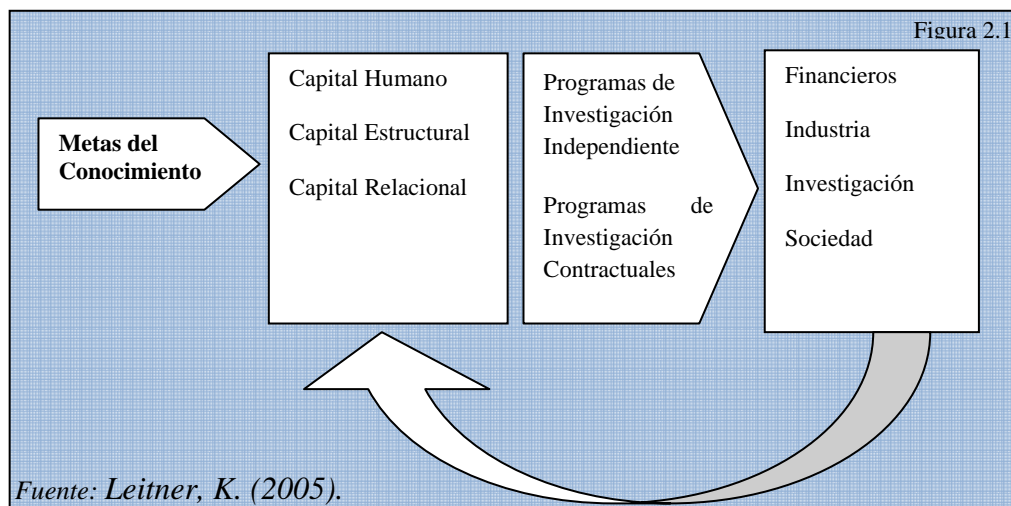 Figura 2.1
Metas del
Conocimiento
Capital Humano
Capital Estructural
Capital Relacional
Programas de
Investigación
Independiente
Programas de
Investigación
Contractuales
Financieros
Industria
Investigación
Sociedad
Fuente: Leitner, K. (2005).